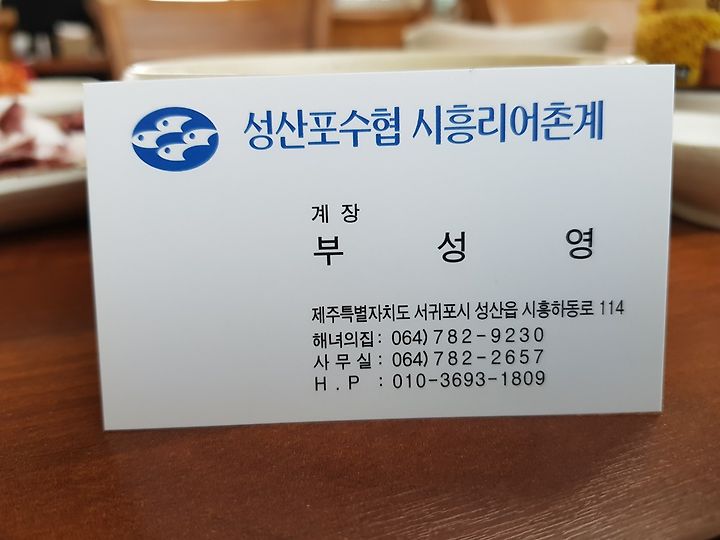 성산포수협 시흥리어촌계
계 장
부 성 영
제주특별자치도 서귀포시 성산읍 시흥하동로 114
해녀의집 : 064) 782-9230
사 무 실 : 064) 782-2657
H . P : 010-3693-1809